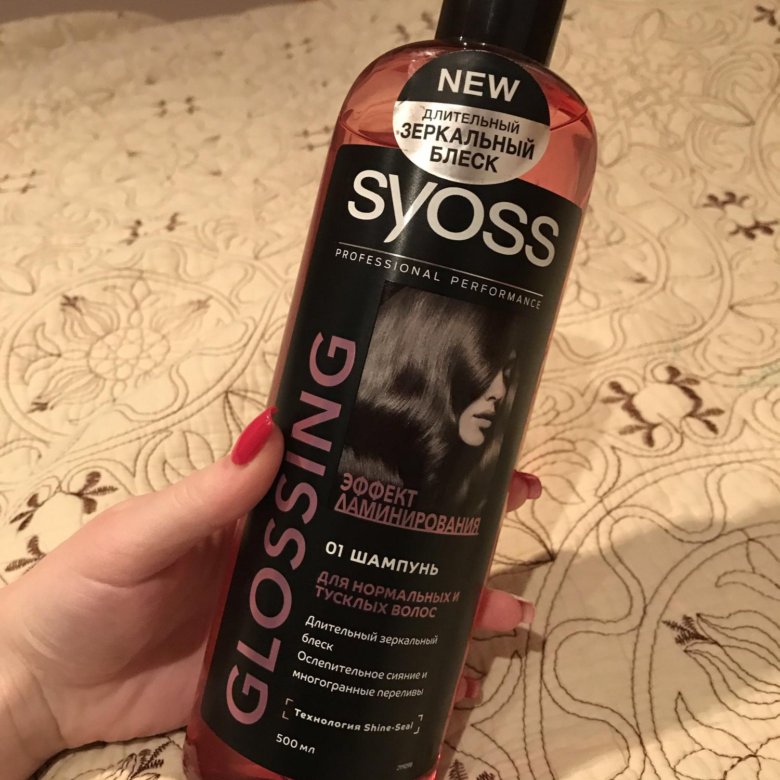 NEW
ДЛИТЕЛЬНЫЙ
ЗЕРКАЛЬНЫЙ
БЛЕСК
syoss
PROFESSIONAL PERFORMANCE
GLOSSING
ЭФФЕКТ
ЛАМИНИРОВАНИЯ
01 ШАМПУНЬ
ДЛЯ НОРМАЛЬНЫХ И
ТУСКЛЫХ ВОЛОС
Длительный зеркальный
блеск
Ослепительное сияние и
многогранные переливы
Технология Shine-Seal
500 мл